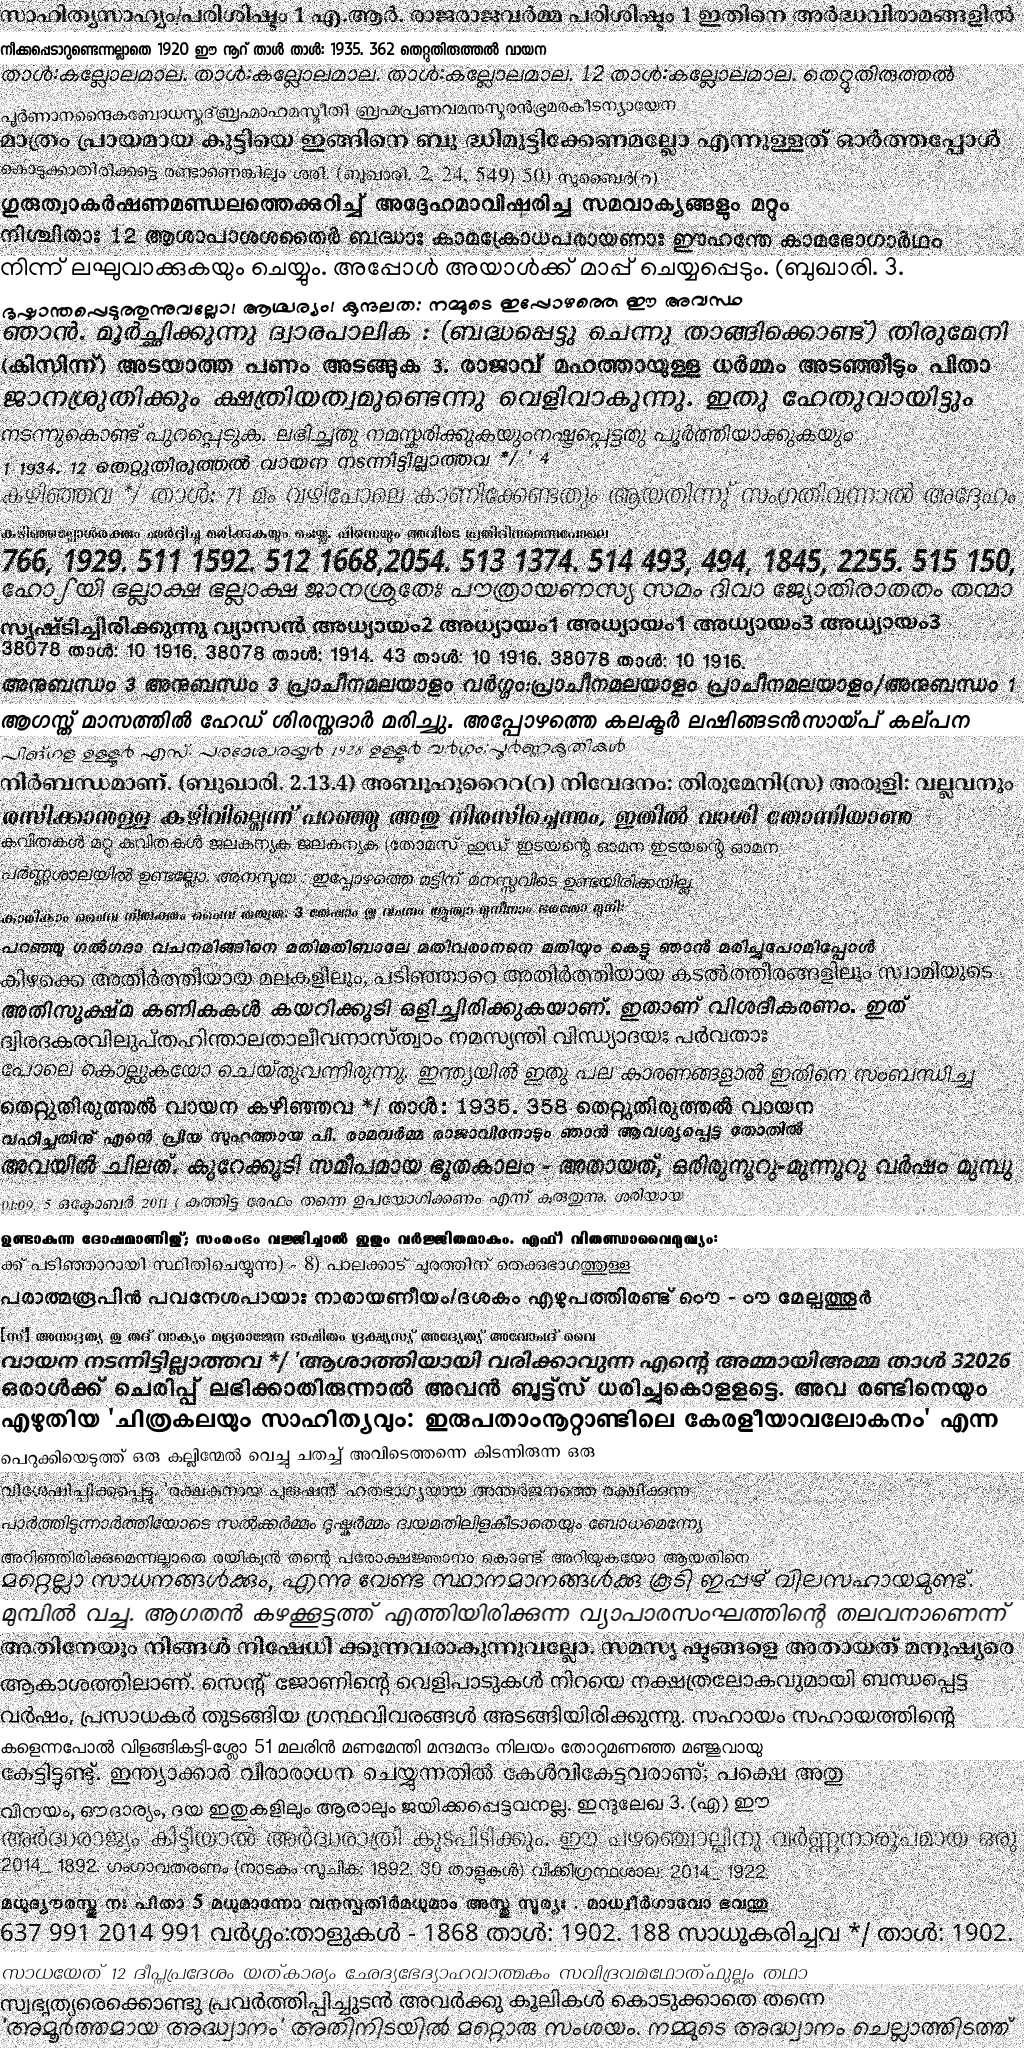 സാഹിത്യസാഹ്യം/പരിശിഷ്ടം 1 എ.ആർ. രാജരാജവർമ്മ പരിശിഷ്ടം 1 ഇതിനെ അർദ്ധവിരാമങ്ങളിൽ
നീക്കപ്പെടാറുണ്ടെന്നല്ലാതെ 1920 ഈ നൂറ് താൾ താൾ: 1935. 362 തെറ്റുതിരുത്തൽ വായന
താൾ:കല്ലോലമാല. താൾ:കല്ലോലമാല. താൾ:കല്ലോലമാല. 12 താൾ:കല്ലോലമാല. തെറ്റുതിരുത്തൽ
പൂർണാനന്ദൈകബോധസ്തദ്ബ്രഹ്മാഹമസ്മീതി ബ്രഹ്മപ്രണവമനുസ്മരൻഭ്രമരകീടന്യായേന
മാത്രം പ്രായമായ കുട്ടിയെ ഇങ്ങിനെ ബു ദ്ധിമുട്ടിക്കേണമല്ലോ എന്നുള്ളത് ഓർത്തപ്പോൾ
കൊടുക്കാതിരിക്കട്ടെ രണ്ടാണെങ്കിലും ശരി. (ബുഖാരി. 2. 24, 549) 50) സുബൈർ(റ)
ഗുരുത്വാകർഷണമണ്ഡലത്തെക്കുറിച്ച് അദ്ദേഹമാവിഷ്കരിച്ച സമവാക്യങ്ങളും മറ്റും
നിശ്ചിതാഃ 12 ആശാപാശശതൈർ ബദ്ധാഃ കാമക്രോധപരായണാഃ ഈഹന്തേ കാമഭോഗാർഥം
നിന്ന് ലഘുവാക്കുകയും ചെയ്യും. അപ്പോൾ അയാൾക്ക് മാപ്പ് ചെയ്യപ്പെടും. (ബുഖാരി. 3.
ദൃഷ്ടാന്തപ്പെടുത്തുന്നുവല്ലോ! ആശ്ചര്യം! കുന്ദലത: നമ്മുടെ ഇപ്പോഴത്തെ ഈ അവസ്ഥ
ഞാൻ. മൂർച്ഛിക്കുന്നു ദ്വാരപാലിക : (ബദ്ധപ്പെട്ടു ചെന്നു താങ്ങിക്കൊണ്ട്) തിരുമേനി
(ക്രിസിന്ന്) അടയാത്ത പണം അടങ്ങുക 3. രാജാവ് മഹത്തായുള്ള ധർമ്മം അടഞ്ഞീടും പിതാ
ജാനശ്രുതിക്കും ക്ഷത്രിയത്വമുണ്ടെന്നു വെളിവാകുന്നു. ഇതു ഹേതുവായിട്ടും
നടന്നുകൊണ്ട് പുറപ്പെടുക. ലഭിച്ചതു നമസ്കരിക്കുകയുംനഷ്ടപ്പെട്ടതു പൂർത്തിയാക്കുകയും
1 1934. 12 തെറ്റുതിരുത്തൽ വായന നടന്നിട്ടില്ലാത്തവ */ ' 4
കഴിഞ്ഞവ */ താൾ: 71 മം വഴിപോലെ കാണിക്കേണ്ടതും ആയതിന്നു് സംഗതിവന്നാൽ അദ്ദേഹം
കഴിഞ്ഞപ്പോൾരക്തം ഛർദ്ദിച്ചു മരിക്കുകയും ചെയ്തു. പിന്നെയും അവിടെ പ്രതിദിനമെന്നപോലെ
766, 1929. 511 1592. 512 1668,2054. 513 1374. 514 493, 494, 1845, 2255. 515 150,
ഹോഽയി ഭല്ലാക്ഷ ഭല്ലാക്ഷ ജാനശ്രുതേഃ പൗത്രായണസ്യ സമം ദിവാ ജ്യോതിരാതതം തന്മാ
സൃഷ്ടിച്ചിരിക്കുന്നു വ്യാസൻ അധ്യായം2 അധ്യായം1 അധ്യായം1 അധ്യായം3 അധ്യായം3
38078 താൾ: 10 1916. 38078 താൾ: 1914. 43 താൾ: 10 1916. 38078 താൾ: 10 1916.
അനുബന്ധം 3 അനുബന്ധം 3 പ്രാചീനമലയാളം വർഗ്ഗം:പ്രാചീനമലയാളം പ്രാചീനമലയാളം/അനുബന്ധം 1
ആഗസ്ത് മാസത്തിൽ ഹേഡ് ശിരസ്തദാർ മരിച്ചു. അപ്പോഴത്തെ കലക്ടർ ലഷിങ്ങടൻസായ്പ് കല്പന
പിങ്ഗള ഉള്ളൂർ എസ്. പരമേശ്വരയ്യർ 1928 ഉള്ളൂർ വർഗം:പൂർണ്ണകൃതികൾ
നിർബന്ധമാണ്. (ബുഖാരി. 2.13.4) അബൂഹുറൈറ(റ) നിവേദനം: തിരുമേനി(സ) അരുളി: വല്ലവനും
രസിക്കാനുള്ള കഴിവില്ലെന്ന് പറഞ്ഞു അതു നിരസിച്ചെന്നും, ഇതിൽ വാശി തോന്നിയാണു
കവിതകൾ മറ്റു കവിതകൾ ജലകന്യക ജലകന്യക (തോമസ് ഹുഡ് ഇടയന്റെ ഓമന ഇടയന്റെ ഓമന
പർണ്ണശാലയിൽ ഉണ്ടല്ലോ. അനസൂയ : ഇപ്പോഴത്തെ മട്ടിന് മനസ്സവിടെ ഉണ്ടയിരിക്കയില്ല.
പറഞ്ഞു ഗൽഗദാ വചനമിങ്ങിനെ മതിമതിബാലേ മതിവരാനനെ മതിയും കെട്ടു ഞാൻ മരിച്ചുപോമിപ്പോൾ
കിഴക്കെ അതിർത്തിയായ മലകളിലും, പടിഞ്ഞാറെ അതിർത്തിയായ കടൽത്തീരങ്ങളിലും സ്വാമിയുടെ
അതിസൂക്ഷ്മ കണികകൾ കയറിക്കൂടി ഒളിച്ചിരിക്കുകയാണ്. ഇതാണ് വിശദീകരണം. ഇത്
ദ്വിരദകരവിലുപ്തഹിന്താലതാലീവനാസ്ത്വാം നമസ്യന്തി വിന്ധ്യാദയഃ പർവതാഃ
പോലെ കൊല്ലുകയോ ചെയ്തുവന്നിരുന്നു. ഇന്ത്യയിൽ ഇതു പല കാരണങ്ങളാൽ ഇതിനെ സംബന്ധിച്ച
തെറ്റുതിരുത്തൽ വായന കഴിഞ്ഞവ */ താൾ: 1935. 358 തെറ്റുതിരുത്തൽ വായന
വഹിച്ചതിനു് എന്റെ പ്രിയ സുഹൃത്തായ പി. രാമവർമ്മ രാജാവിനോടും ഞാൻ ആവശ്യപ്പെട്ട തോതിൽ
അവയിൽ ചിലത്. കുറേക്കൂടി സമീപമായ ഭൂതകാലം - അതായത്, ഒരിരുനൂറു-മുന്നൂറു വർഷം മുമ്പു
01:09, 5 ഒക്ടോബർ 2011 ( കുത്തിട്ട രേഫം തന്നെ ഉപയോഗിക്കണം എന്ന് കരുതുന്നു. ശരിയായ
ഉണ്ടാകുന്ന ദോഷമാണിതു്; സംരംഭം വജ്ജിച്ചാൽ ഇതും വർജ്ജിതമാകും. എഫ്് വിതണ്ഡാവൈമുഖ്യം:
ക്ക് പടിഞ്ഞാറായി സ്ഥിതിചെയ്യുന്നു) - 8) പാലക്കാട് ചുരത്തിന് തെക്കുഭാഗത്തുള്ള
പരാത്മരൂപിൻ പവനേശപായാഃ നാരായണീയം/ദശകം എഴുപത്തിരണ്ട് ഔ - ഔ മേല്പത്തൂർ
വായന നടന്നിട്ടില്ലാത്തവ */ 'ആശാത്തിയായി വരിക്കാവുന്ന എന്റെ അമ്മായിഅമ്മ താൾ 32026
ഒരാൾക്ക് ചെരിപ്പ് ലഭിക്കാതിരുന്നാൽ അവൻ ബൂട്ട്സ് ധരിച്ചുകൊളളട്ടെ. അവ രണ്ടിനെയും
എഴുതിയ 'ചിത്രകലയും സാഹിത്യവും: ഇരുപതാംനൂറ്റാണ്ടിലെ കേരളീയാവലോകനം' എന്ന
പെറുക്കിയെടുത്ത് ഒരു കല്ലിന്മേൽ വെച്ചു ചതച്ച് അവിടെത്തന്നെ കിടന്നിരുന്ന ഒരു
വിശേഷിപ്പിക്കപ്പെട്ടും 'രക്ഷകനായ പുരുഷൻ' ഹതഭാഗ്യയായ അന്തർജനത്തെ രക്ഷിക്കുന്ന
പാർത്തിടുന്നാർത്തിയോടെ സൽക്കർമ്മം ദുഷ്കർമ്മം ദ്വയമതിലിളകീടാതെയും ബോധമെന്ന്യേ
അറിഞ്ഞിരിക്കുമെന്നല്ലാതെ രയിക്വൻ തന്റെ പരോക്ഷജ്ഞാനം കൊണ്ട് അറിയുകയോ ആയതിനെ
മറ്റെല്ലാ സാധനങ്ങൾക്കും, എന്നു വേണ്ട സ്ഥാനമാനങ്ങൾക്കു കൂടി ഇപ്പഴ് വിലസഹായമുണ്ട്.
മുമ്പിൽ വച്ചു. ആഗതൻ കുഴക്കൂട്ടത്ത് എത്തിയിരിക്കുന്ന വ്യാപാരസംഘത്തിന്റെ തലവനാണെന്ന്
അതിനേയും നിങ്ങൾ നിഷേധി ക്കുന്നവരാകുന്നുവല്ലോ. സമസൃ ഷ്ടങ്ങളെ അതായത് മനുഷ്യരെ
ആകാശത്തിലാണ്. സെന്റ് ജോണിന്റെ വെളിപാടുകൾ നിറയെ നക്ഷത്രലോകവുമായി ബന്ധപ്പെട്ട
വർഷം, പ്രസാധകർ തുടങ്ങിയ ഗ്രന്ഥവിവരങ്ങൾ അടങ്ങിയിരിക്കുന്നു. സഹായം സഹായത്തിന്റെ
കളെന്നപോൽ വിളങ്ങികട്ടി-ശ്ലോ 51 മലരിൻ മണമേന്തി മന്ദമന്ദം നിലയം തോറുമണഞ്ഞ മഞ്ജുവായു
കേട്ടിട്ടുണ്ടു്. ഇന്ത്യാക്കാർ വീരാരാധന ചെയ്യുന്നതിൽ കേൾവികേട്ടവരാണു്; പക്ഷെ അതു
വിനയം, ഔദാര്യം, ദയ ഇതുകളിലും ആരാലും ജയിക്കപ്പെട്ടവനല്ല. ഇന്ദുലേഖ 3. (എ) ഈ
അർദ്ധരാജ്യം കിട്ടിയാൽ അർദ്ധരാത്രി കുടപിടിക്കും. ഈ പഴഞ്ചൊല്ലിനു വർണ്ണനാരൂപമായ ഒരു
2014_ 1892. ഗംഗാവതരണം (നാടകം സൂചിക: 1892. 30 താളുകൾ) വിക്കിഗ്രന്ഥശാല: 2014_ 1922.
മധുദ്യൗരസ്തു നഃ പിതാ 5 മധുമാന്നോ വനസ്പതിർമധുമാം അസ്തു സൂര്യഃ . മാധ്വീർഗാവോ ഭവന്തു
637 991 2014 991 വർഗ്ഗം:താളുകൾ - 1868 താൾ: 1902. 188 സാധൂകരിച്ചവ */ താൾ: 1902.
സാധയേത് 12 ദീപ്തപ്രദേശം യത്കാര്യം ഛേദ്യഭേദ്യാഹവാത്മകം സവിദ്രവമഥോത്ഫുല്ലം തഥാ
സ്വഭൃത്യരെക്കൊണ്ടു പ്രവർത്തിപ്പിച്ചുടൻ അവർക്കു കൂലികൾ കൊടുക്കാതെ തന്നെ
'അമൂർത്തമായ അദ്ധ്വാനം' അതിനിടയിൽ മറ്റൊരു സംശയം. നമ്മുടെ അദ്ധ്വാനം ചെല്ലാത്തിടത്ത്